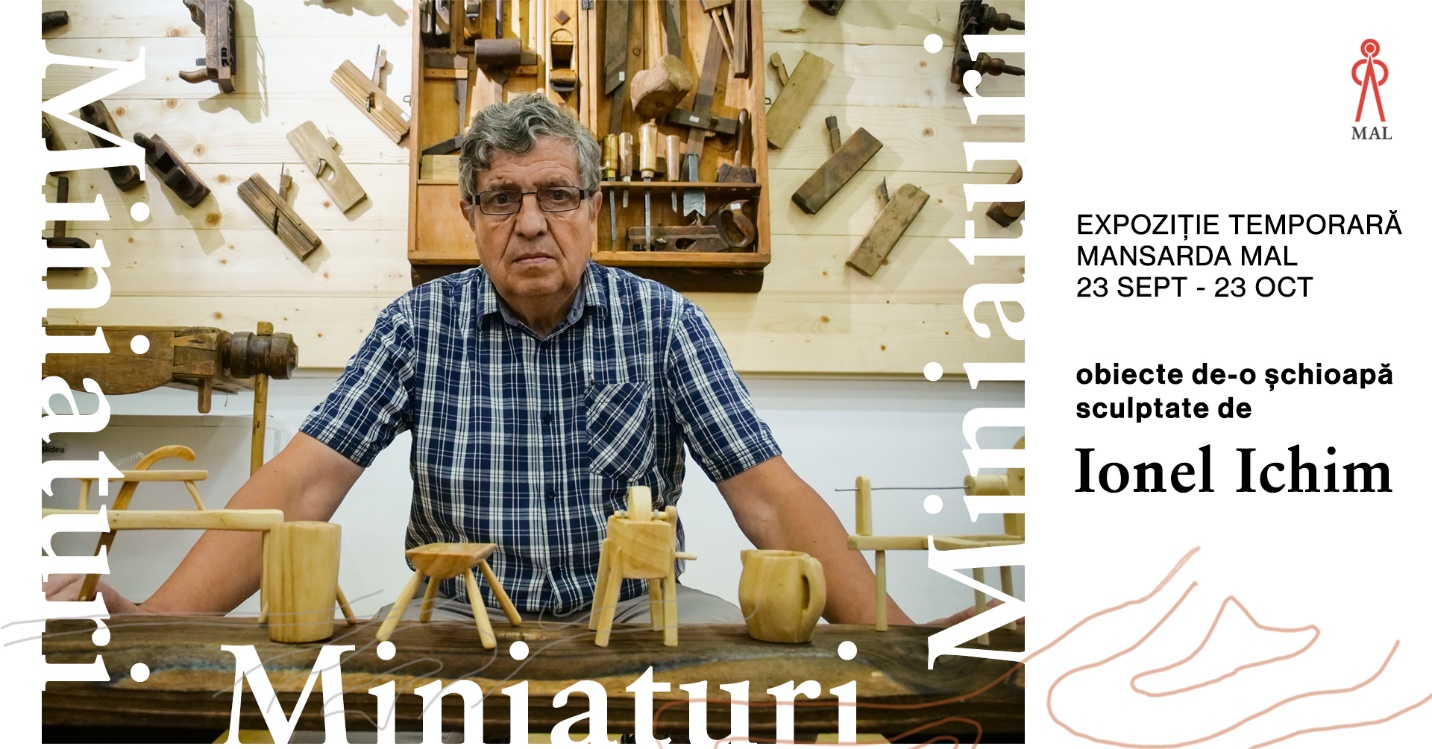 Miniaturi
Miniaturi
Miniaturi
MAL
EXPOZIȚIE TEMPORARĂ
MANSARDA MAL
23 SEPT - 23 OCT
obiecte de-o șchioapă
sculptate de
Ionel Ichim